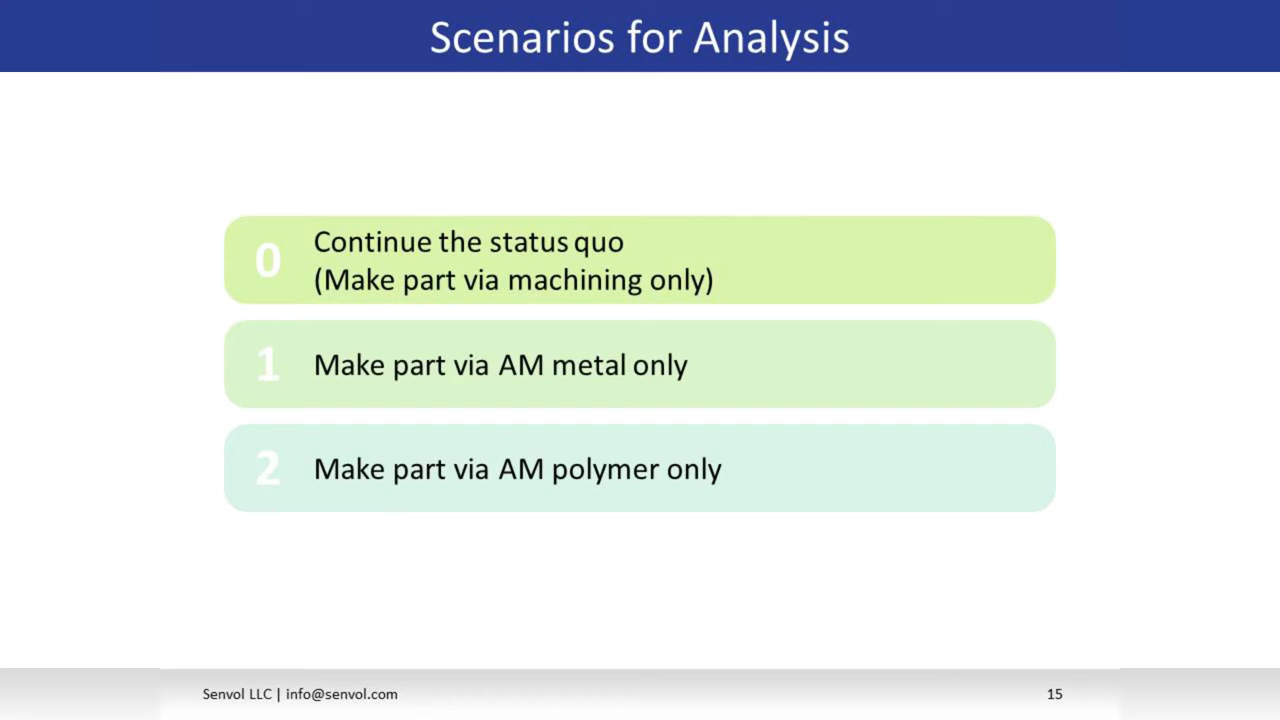 Scenarios for Analysis
0
Continue the status quo
(Make part via machining only)
1
Make part via AM metal only
2
Make part via AM polymer only
Senvol LLC | info@senvol.com
15